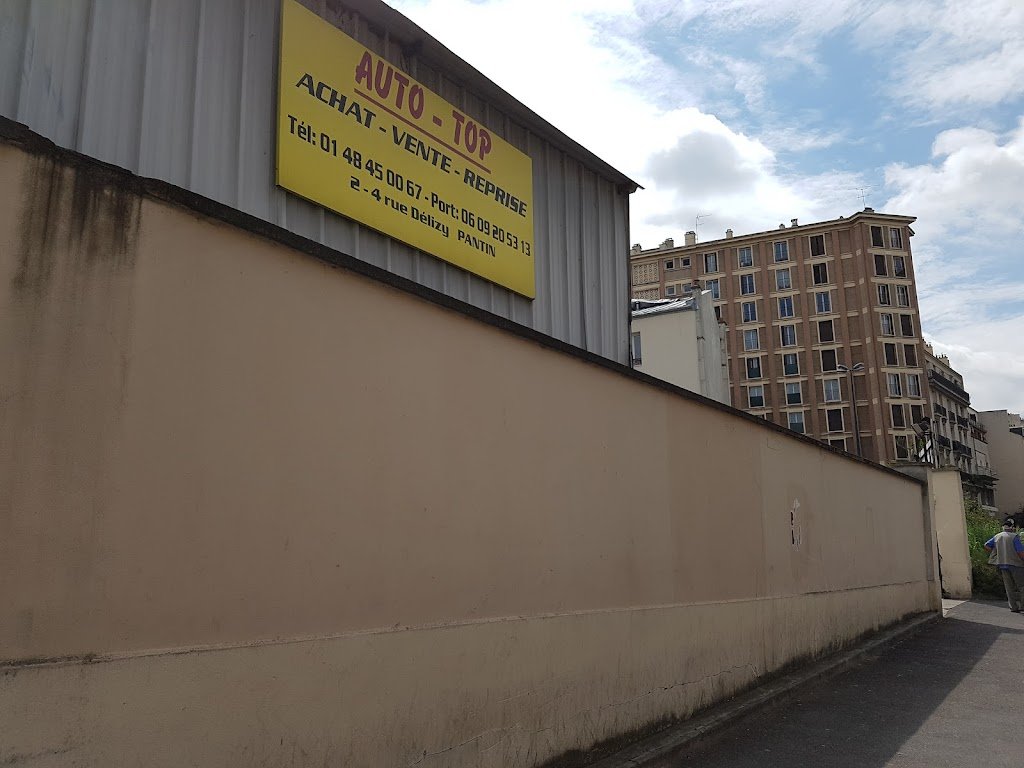 AUTO - TOP
ACHAT - VENTE - REPRISE
Tél: 01 48 45 00 67 - Port: 06 09 20 53 13
2 - 4 rue Délizy PANTIN